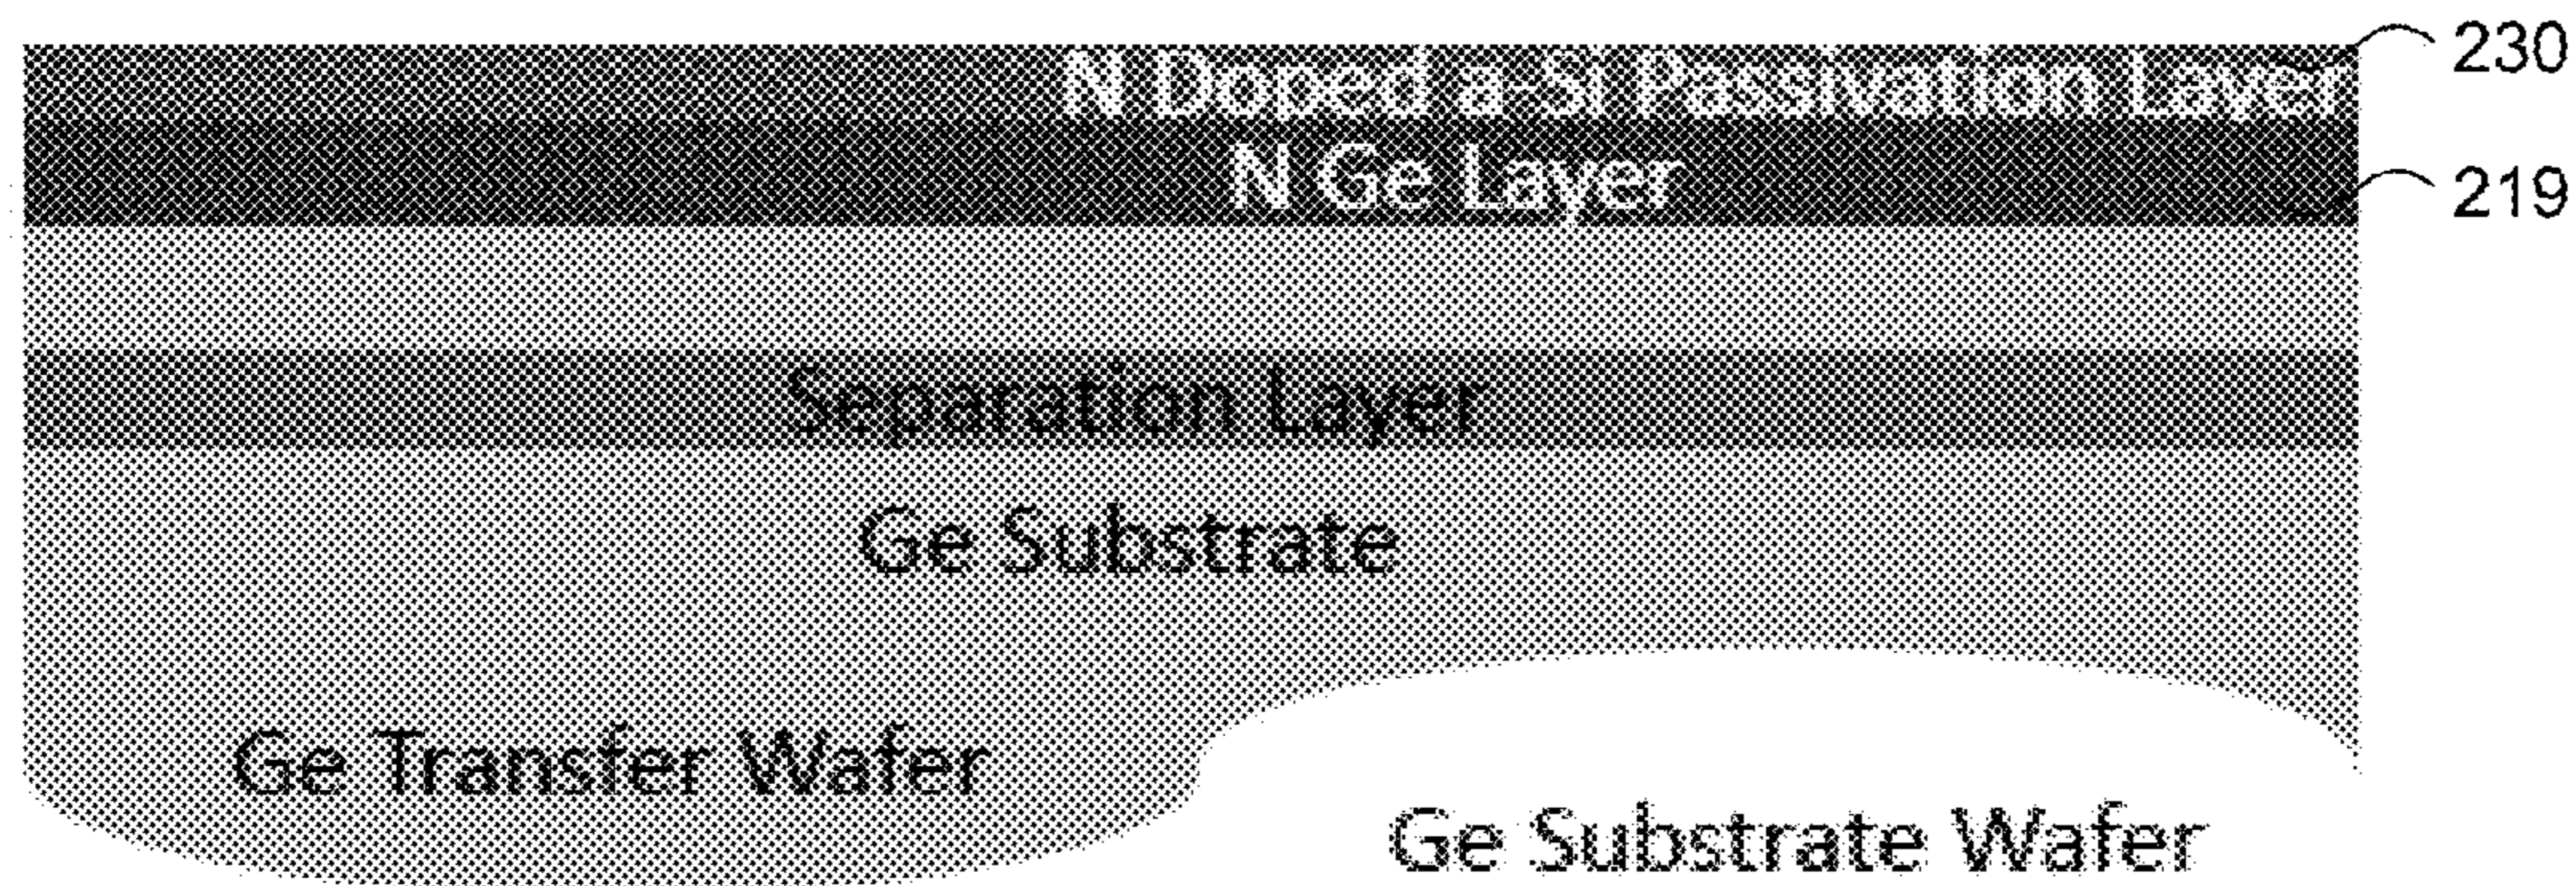 230
N Doped a-Si Passivation Layer
N Ge Layer
219
Separation Layer
Ge Substrate
Ge Transfer Wafer
Ge Substrate Wafer